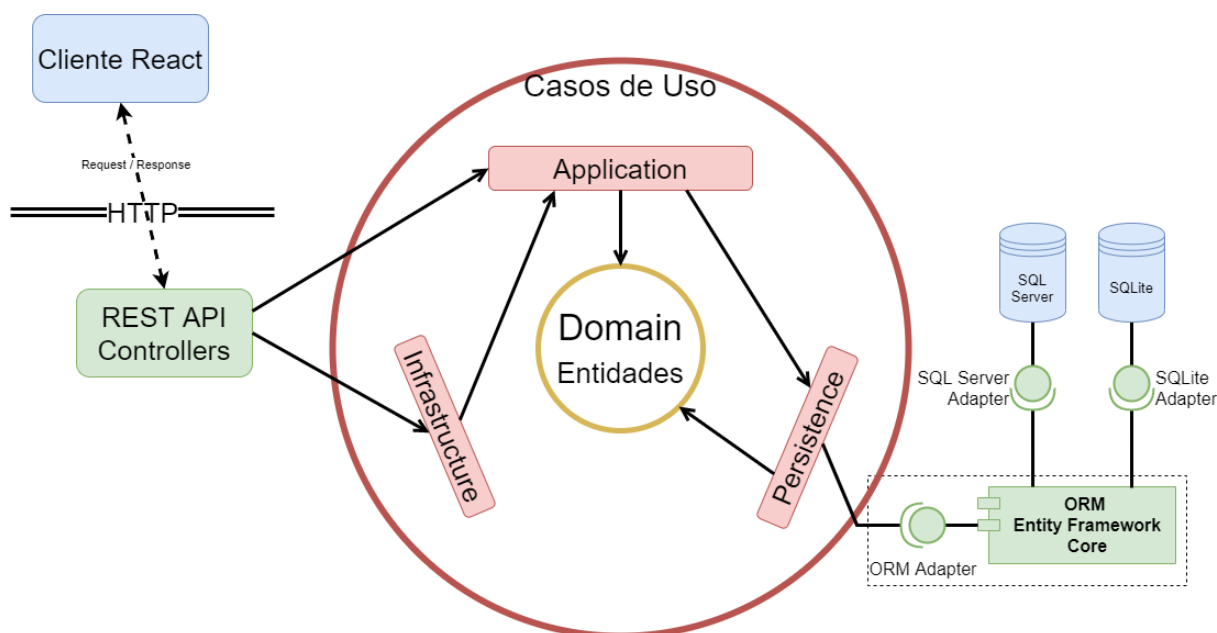 Cliente React
Request / Response
HTTP
REST API
Controllers
Casos de Uso
Application
Domain
Entidades
Infrastructure
Persistence
SQL
Server
SQLite
SQL Server
Adapter
SQLite
Adapter
ORM
Entity Framework
Core
ORM Adapter